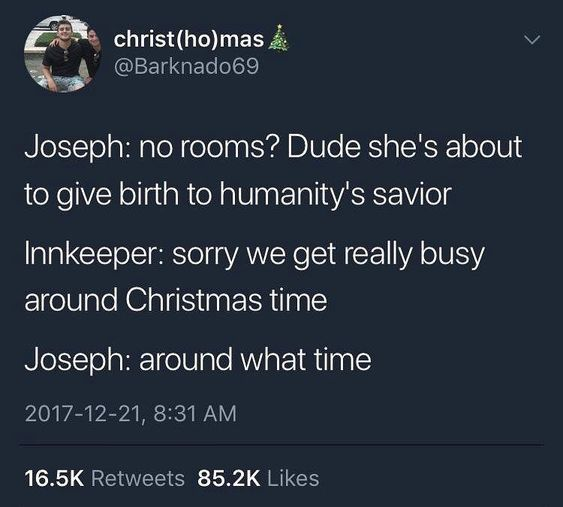 christ(ho)mas🎄
@Barknado69
Joseph: no rooms? Dude she's about
to give birth to humanity's savior
Innkeeper: sorry we get really busy
around Christmas time
Joseph: around what time
2017-12-21, 8:31 AM
16.5K Retweets 85.2K Likes